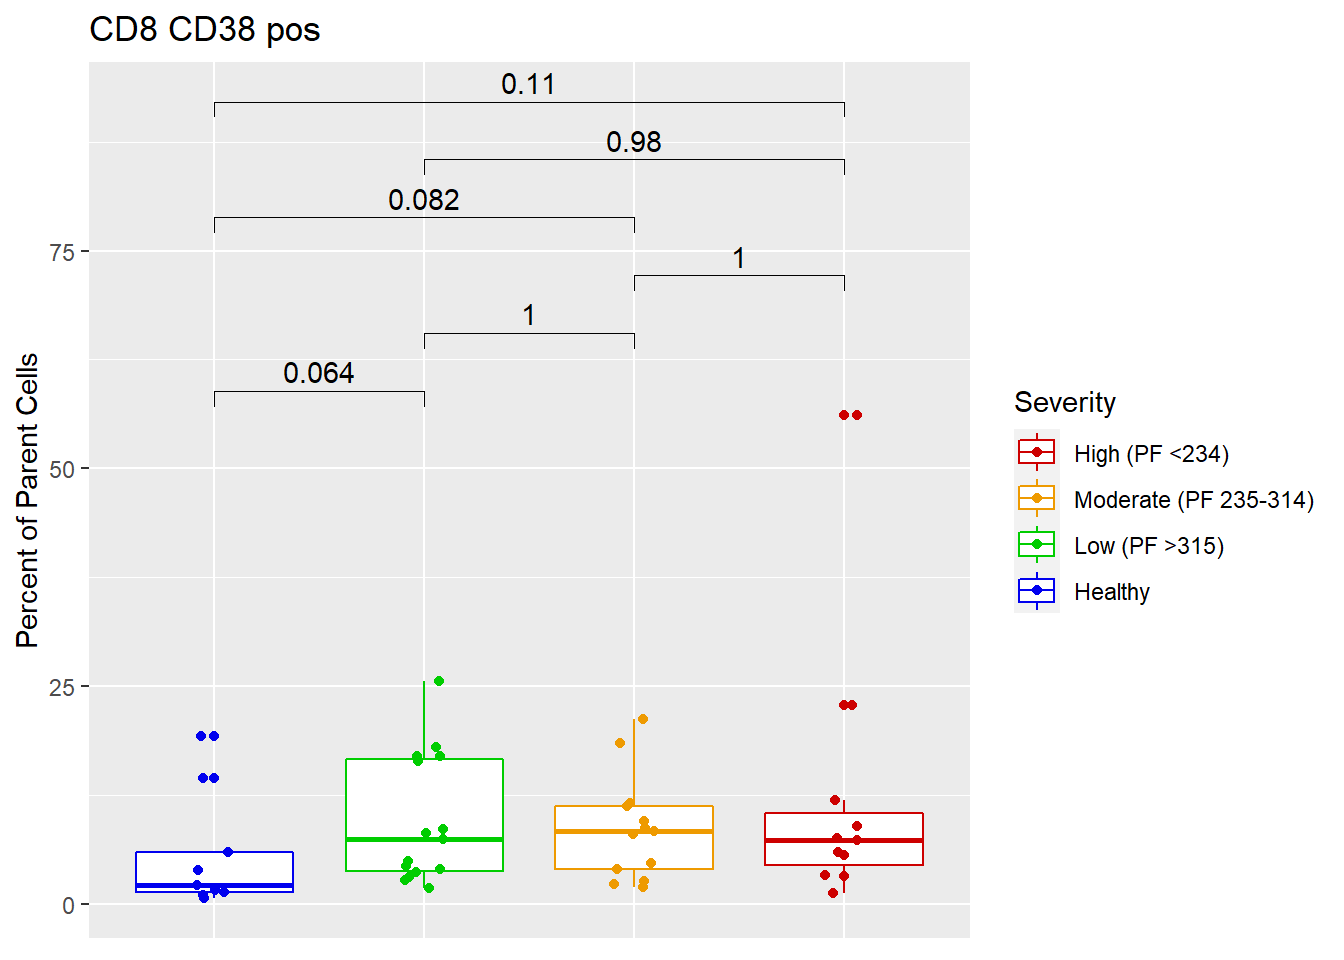 CD8 CD38 pos
0.11
0.98
0.082
1
1
0.064
75
50
25
0
Percent of Parent Cells
Severity
High (PF <234)
Moderate (PF 235-314)
Low (PF >315)
Healthy